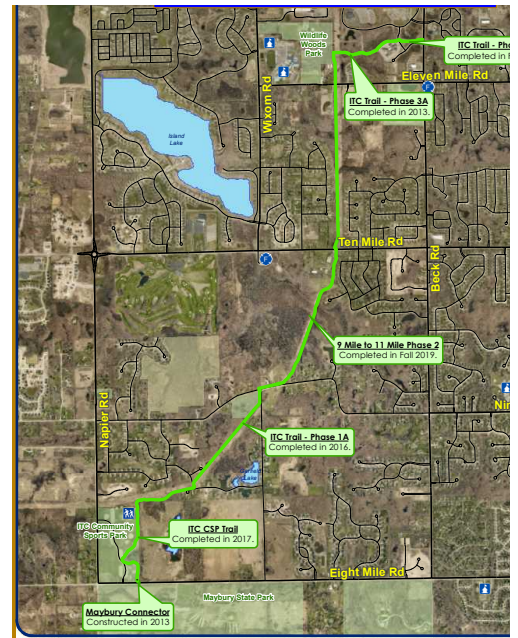 Wildlife
Woods
Park
ITC Trail - Pha
Completed in F
Eleven Mile Rd
ITC Trail - Phase 3A
Completed in 2013.
Wixom Rd
Island
Lake
Ten Mile Rd
Beck Rd
9 Mile to 11 Mile Phase 2
Completed in Fall 2019.
Napier Rd
Nin
ITC Trail - Phase 1A
Completed in 2016.
Lake
ITC Community
Sports Park
ITC CSP Trail
Completed in 2017.
Eight Mile Rd
Maybury State Park
Maybury Connector
Constructed in 2013